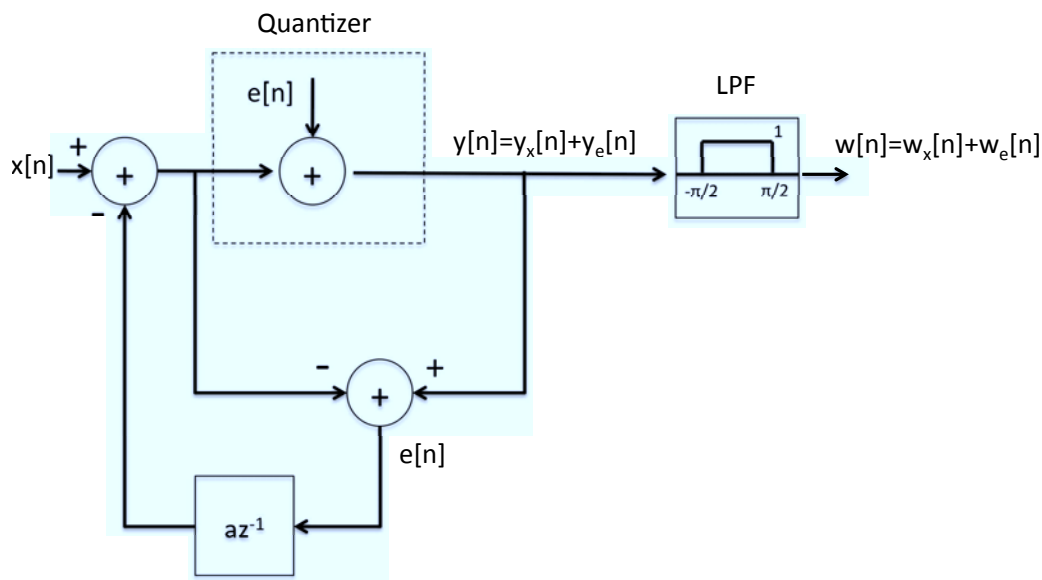 Quantizer
e[n]
LPF
y[n]=yₓ[n]+yₑ[n]
1
-π/2
π/2
w[n]=wₓ[n]+wₑ[n]
+
x[n]
+
+
-
-
+
+
e[n]
az⁻¹